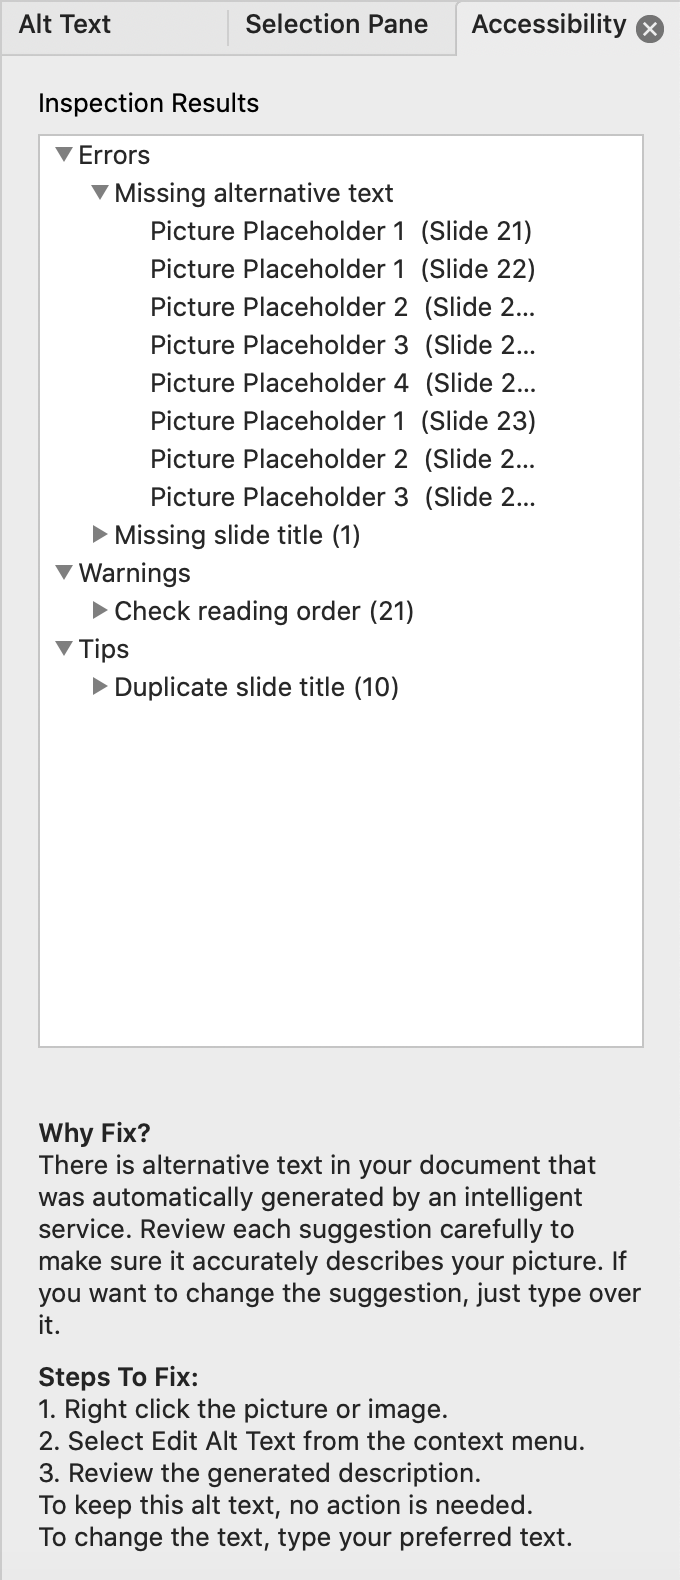 Alt Text
Selection Pane
Accessibility
Inspection Results
Errors
Missing alternative text
Picture Placeholder 1 (Slide 21)
Picture Placeholder 1 (Slide 22)
Picture Placeholder 2 (Slide 2...
Picture Placeholder 3 (Slide 2...
Picture Placeholder 4 (Slide 2...
Picture Placeholder 1 (Slide 23)
Picture Placeholder 2 (Slide 2...
Picture Placeholder 3 (Slide 2...
Missing slide title (1)
Warnings
Check reading order (21)
Tips
Duplicate slide title (10)
Why Fix?
There is alternative text in your document that
was automatically generated by an intelligent
service. Review each suggestion carefully to
make sure it accurately describes your picture. If
you want to change the suggestion, just type over
it.
Steps To Fix:
1. Right click the picture or image.
2. Select Edit Alt Text from the context menu.
3. Review the generated description.
To keep this alt text, no action is needed.
To change the text, type your preferred text.